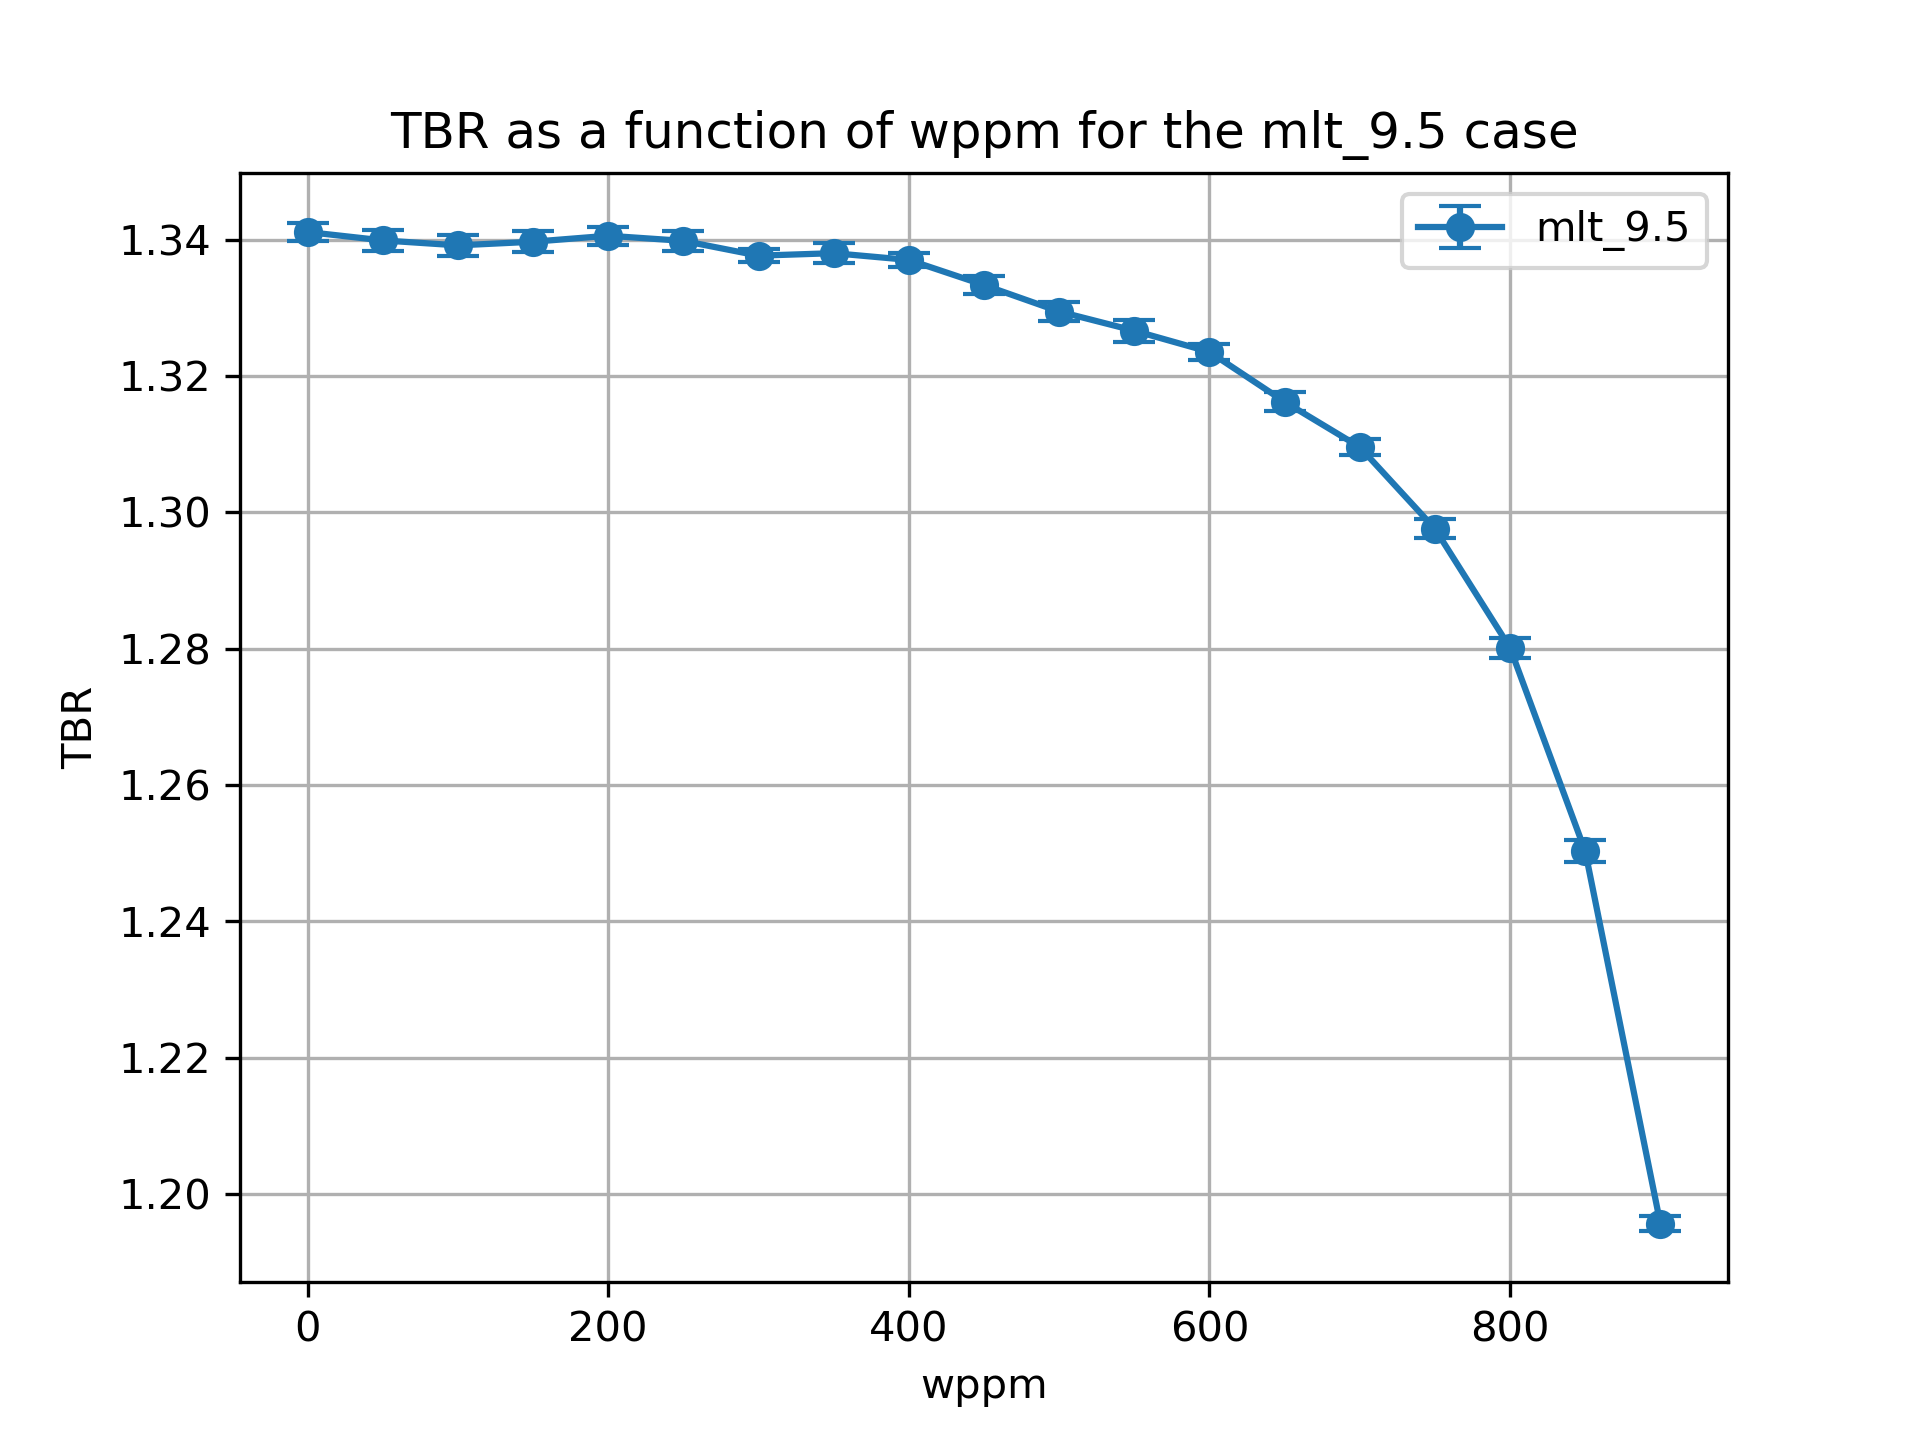 TBR as a function of wppm for the mlt_9.5 case
mlt_9.5
1.34
1.32
1.30
1.28
1.26
1.24
1.22
1.20
TBR
0 200 400 600 800
wppm